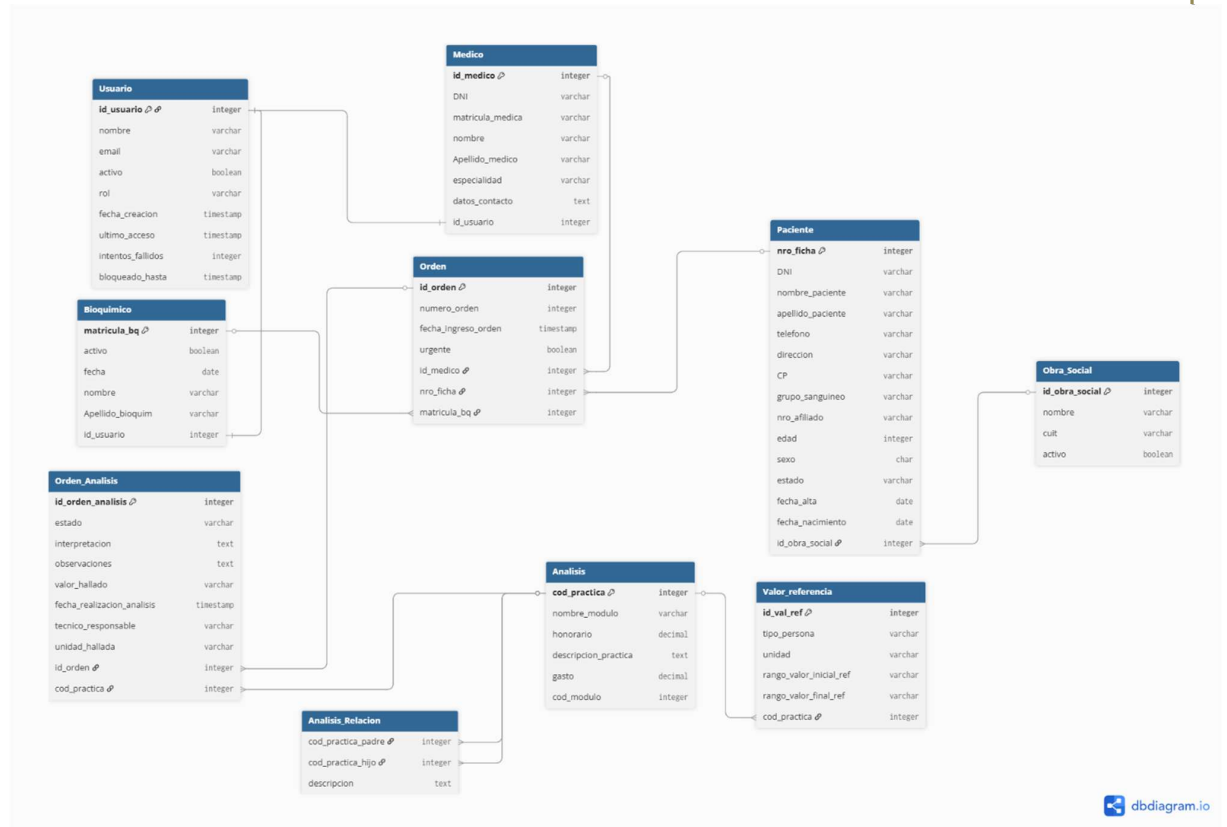 Usuario
id_usuario integer
nombre varchar
email varchar
activo boolean
rol varchar
fecha_creacion timestamp
ultimo_acceso timestamp
intentos_fallidos integer
bloqueado_hasta timestamp
Medico
id_medico integer
DNI varchar
matricula_medica varchar
nombre varchar
Apellido_medico varchar
especialidad varchar
datos_contacto text
id_usuario integer
Bioquimico
matricula_bq integer
activo boolean
fecha date
nombre varchar
Apellido_bioquim varchar
id_usuario integer
Orden
id_orden integer
numero_orden integer
fecha_ingreso_orden timestamp
urgente boolean
id_medico integer
nro_ficha integer
matricula_bq integer
Paciente
nro_ficha integer
DNI varchar
nombre_paciente varchar
apellido_paciente varchar
telefono varchar
direccion varchar
CP varchar
grupo_sanguineo varchar
nro_afiliado varchar
edad integer
sexo char
estado varchar
fecha_alta date
fecha_nacimiento date
id_obra_social integer
Obra_Social
id_obra_social integer
nombre varchar
cuit varchar
activo boolean
Orden_Analisis
id_orden_analisis integer
estado varchar
interpretacion text
observaciones text
valor_hallado varchar
fecha_realizacion_analisis timestamp
tecnico_responsable varchar
unidad_hallada varchar
id_orden integer
cod_practica integer
Analisis
cod_practica integer
nombre_modulo varchar
honorario decimal
descripcion_practica text
gasto decimal
cod_modulo integer
Valor_referencia
id_val_ref integer
tipo_persona varchar
unidad varchar
rango_valor_inicial_ref varchar
rango_valor_final_ref varchar
cod_practica integer
Analisis_Relacion
cod_practica_padre integer
cod_practica_hijo integer
descripcion text
dbdiagram.io